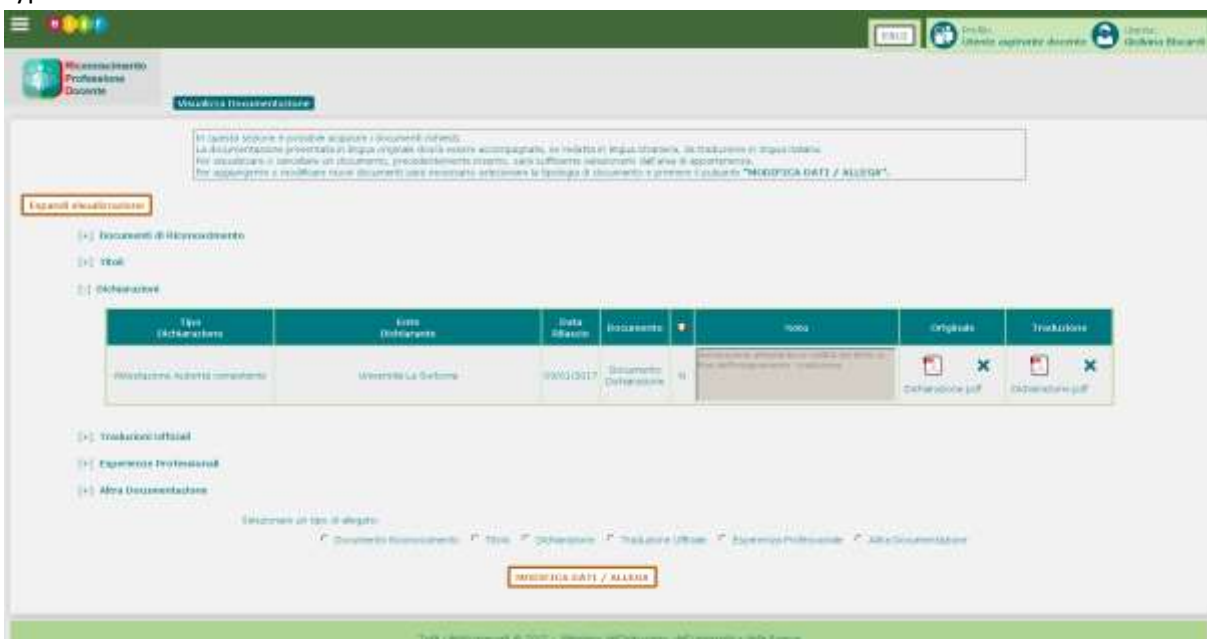 MIUR
ESCI
Profilo:
Utente aspirante docente
Utente:
Riconoscimento
Professione
Docente
Visualizza Documentazione
In questa sezione è possibile acquisire i documenti richiesti.
La documentazione presentata in lingua originale dovrà essere accompagnata, se redatta in lingua straniera, da traduzione in lingua italiana.
Per visualizzare o cancellare un documento, precedentemente inserito, sarà sufficiente selezionarlo dall'area di appartenenza.
Per aggiungere o modificare nuovi documenti sarà necessario selezionare la tipologia di documento e premere il pulsante "MODIFICA DATI / ALLEGA".
Espandi visualizzazione
[+] Documenti di Riconoscimento
[+] Titoli
[-] Dichiarazioni
Tipo Dichiarazione
Ente Dichiarante
Data Rilascio
Documento
Note
Originale
Traduzione
Attestazione Autorità competente
Università La Sorbona
Documento Dichiarazione
Dichiarazione.pdf
Dichiarazione.pdf
[+] Traduzioni Ufficiali
[+] Esperienze Professionali
[+] Altra Documentazione
Selezionare un tipo di allegato:
Documento Riconoscimento Titolo Dichiarazione Traduzione Ufficiale Esperienza Professionale Altra Documentazione
MODIFICA DATI / ALLEGA